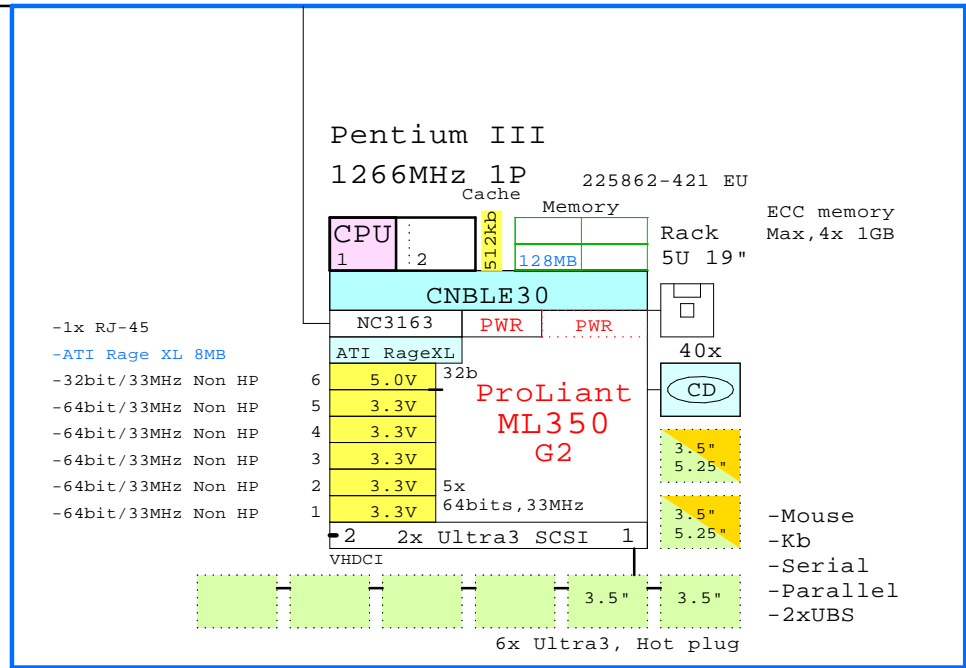 Pentium III
1266MHz 1P
225862-421 EU
Cache
Memory
ECC memory
Max,4x 1GB
CPU
1
2
512kb
128MB
Rack
5U 19"
CNBLE30
NC3163
PWR
PWR
-1x RJ-45
-ATI Rage XL 8MB
ATI RageXL
40x
CD
-32bit/33MHz Non HP 6 5.0V 32b
-64bit/33MHz Non HP 5 3.3V
-64bit/33MHz Non HP 4 3.3V
-64bit/33MHz Non HP 3 3.3V
-64bit/33MHz Non HP 2 3.3V 5x
-64bit/33MHz Non HP 1 3.3V 64bits,33MHz
ProLiant
ML350
G2
3.5"
5.25"
3.5"
5.25"
2 2x Ultra3 SCSI 1
VHDCI
-Mouse
-Kb
-Serial
-Parallel
-2xUBS
3.5"
3.5"
6x Ultra3, Hot plug